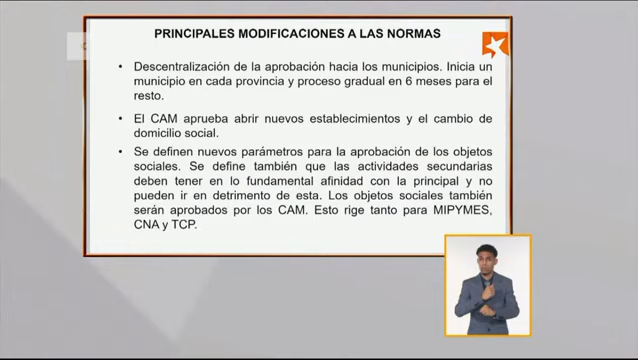 PRINCIPALES MODIFICACIONES A LAS NORMAS
• Descentralización de la aprobación hacia los municipios. Inicia un
municipio en cada provincia y proceso gradual en 6 meses para el
resto.
• El CAM aprueba abrir nuevos establecimientos y el cambio de
domicilio social.
• Se definen nuevos parámetros para la aprobación de los objetos
sociales. Se define también que las actividades secundarias
deben tener en lo fundamental afinidad con la principal y no
pueden ir en detrimento de esta. Los objetos sociales también
serán aprobados por los CAM. Esto rige tanto para MIPYMES,
CNA y TCP.